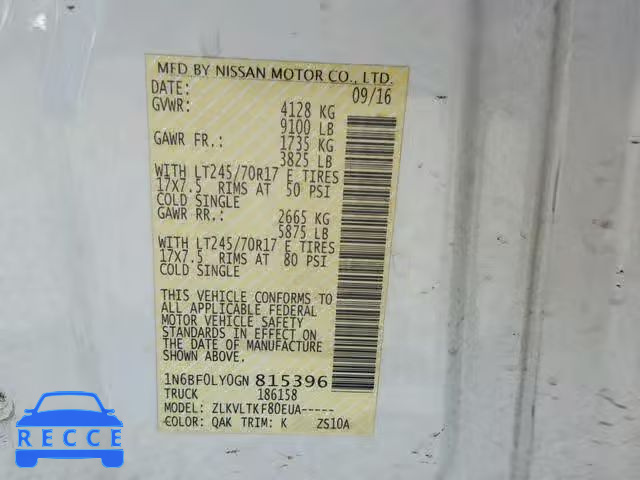 MFD. BY NISSAN MOTOR CO., LTD.
DATE: 09/16
GVWR: 4128 KG
9100 LB
GAWR FR.: 1735 KG
3825 LB
WITH LT245/70R17 E TIRES
17X7.5 RIMS AT 50 PSI
COLD SINGLE
GAWR RR.: 2665 KG
5875 LB
WITH LT245/70R17 E TIRES
17X7.5 RIMS AT 80 PSI
COLD SINGLE
THIS VEHICLE CONFORMS TO
ALL APPLICABLE FEDERAL
MOTOR VEHICLE SAFETY
STANDARDS IN EFFECT ON
THE DATE OF MANUFACTURE
SHOWN ABOVE.
1N6BF0LY0GN 815396
TRUCK 186158
MODEL: ZLKVLTKF80EUA-----
COLOR: QAK TRIM: K ZS10A
RECCE